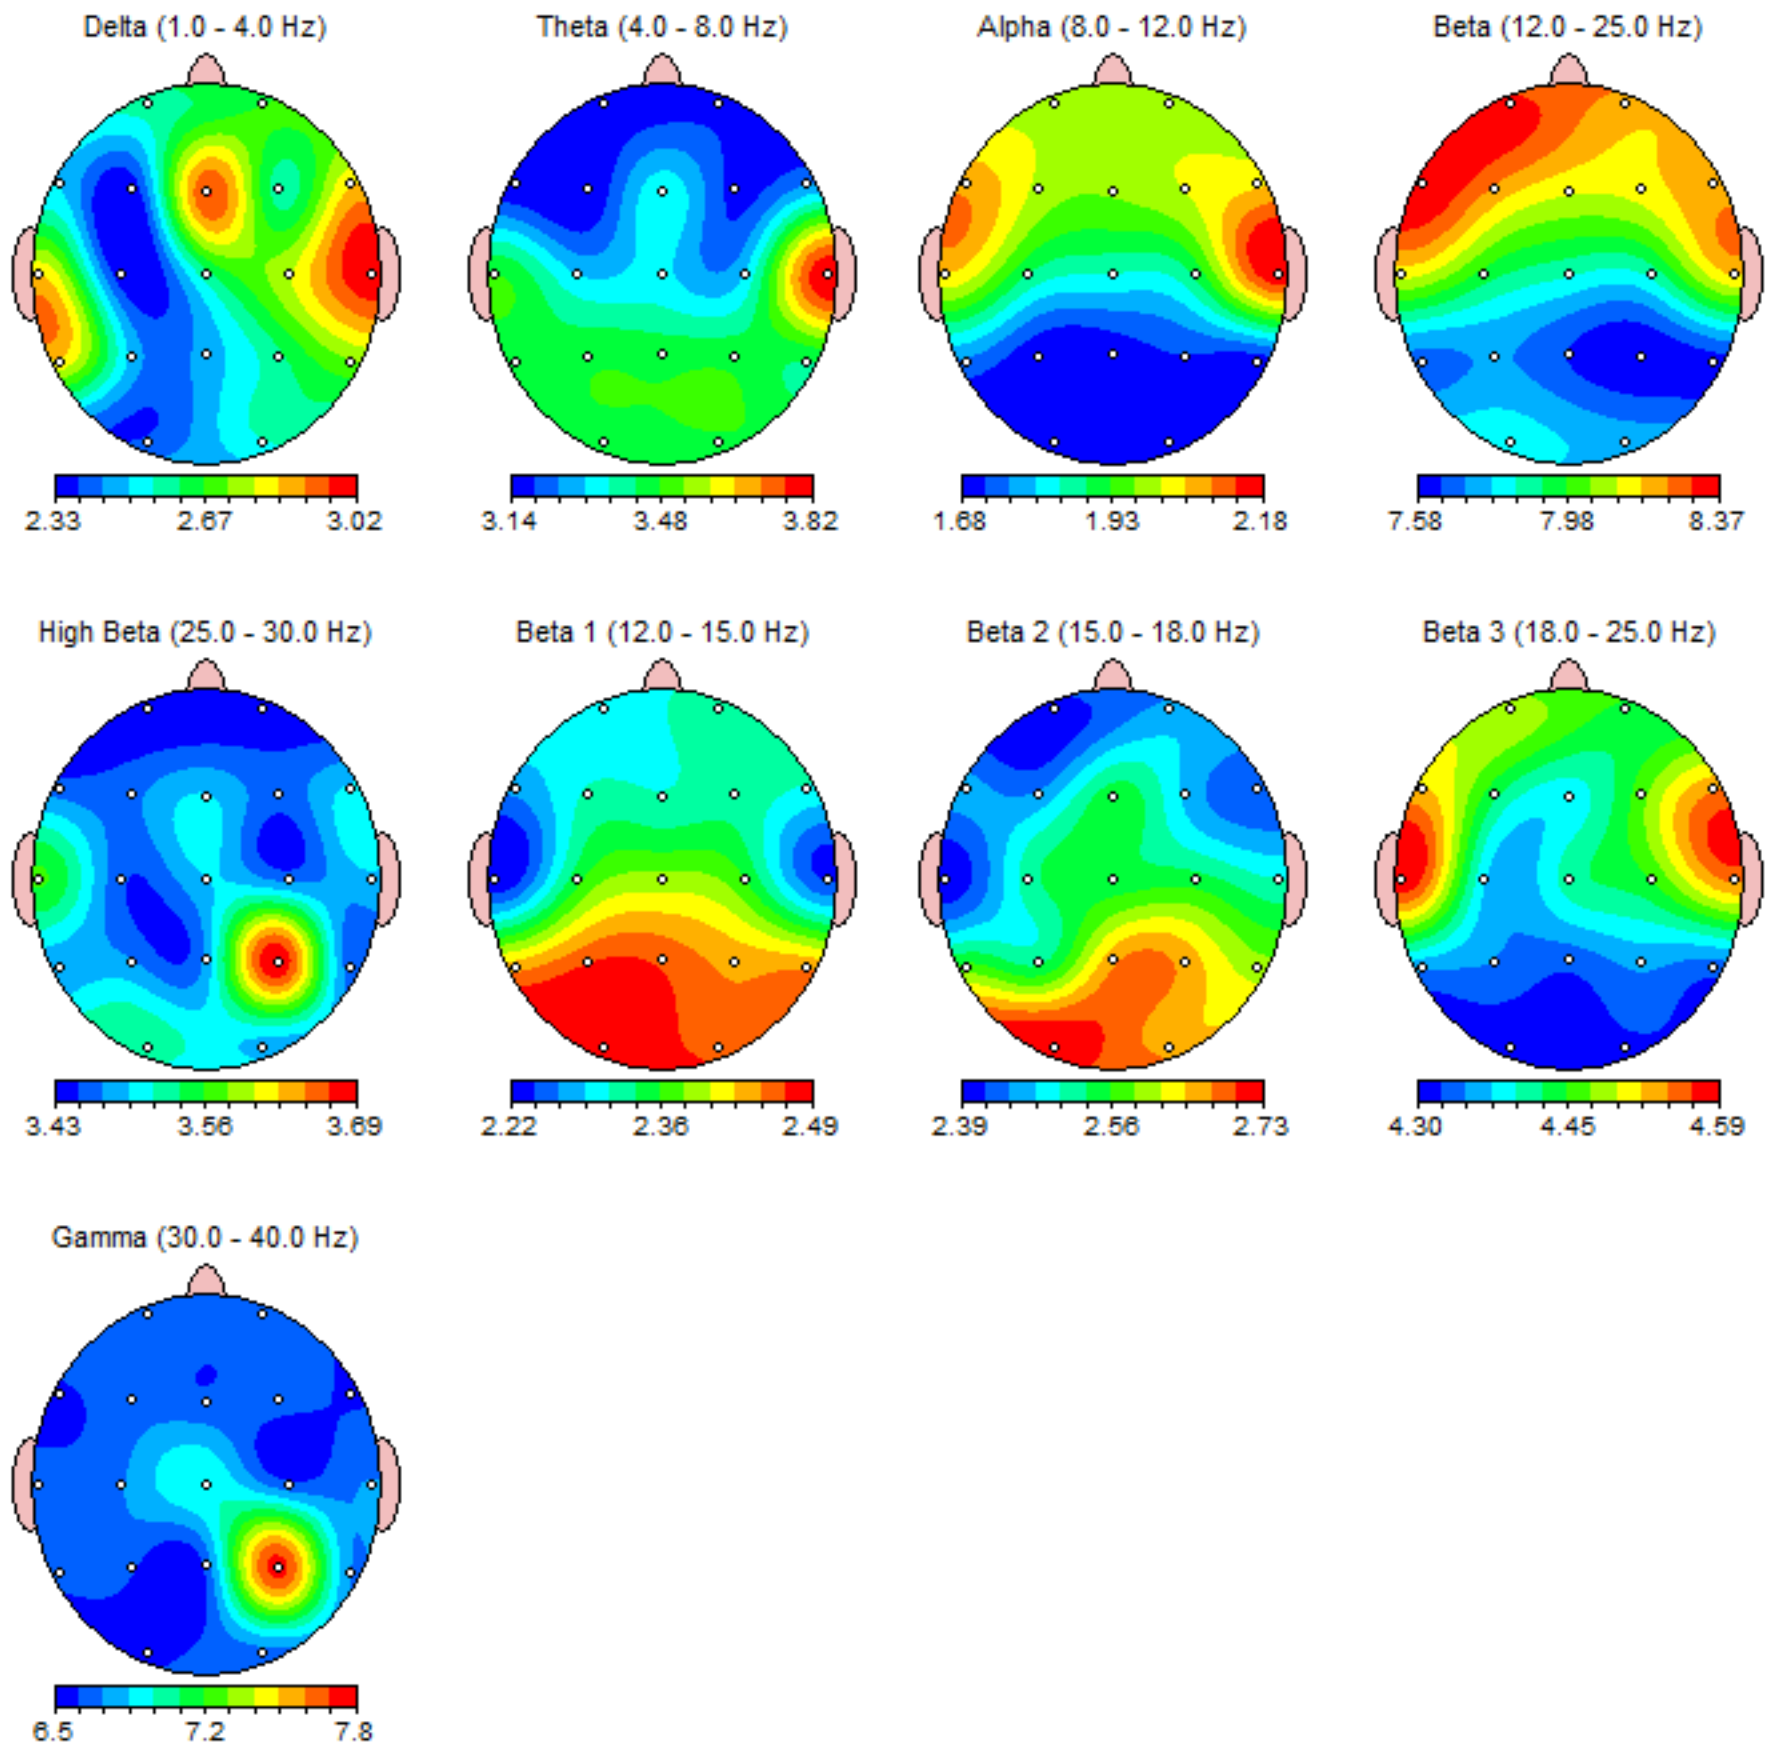 Delta (1.0 - 4.0 Hz) Theta (4.0 - 8.0 Hz) Alpha (8.0 - 12.0 Hz) Beta (12.0 - 25.0 Hz)
2.33 2.67 3.02 3.14 3.48 3.82 1.68 1.93 2.18 7.58 7.98 8.37
High Beta (25.0 - 30.0 Hz) Beta 1 (12.0 - 15.0 Hz) Beta 2 (15.0 - 18.0 Hz) Beta 3 (18.0 - 25.0 Hz)
3.43 3.56 3.69 2.22 2.36 2.49 2.39 2.56 2.73 4.30 4.45 4.59
Gamma (30.0 - 40.0 Hz)
6.5 7.2 7.8